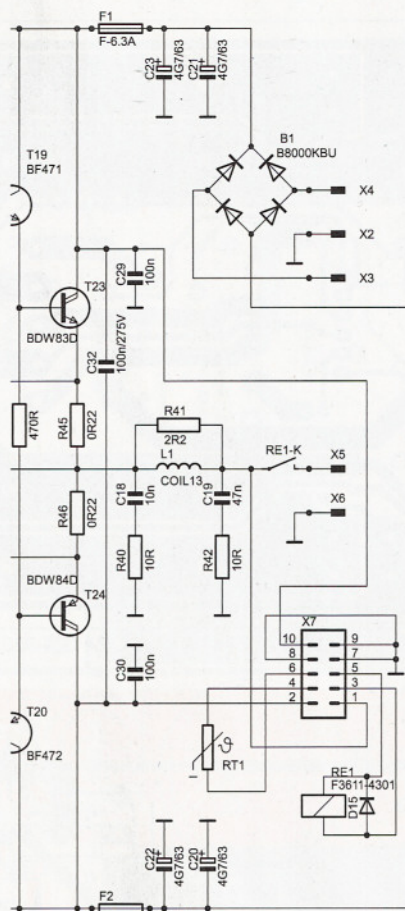 F1
F-6.3A
C23
4G7/63
C21
4G7/63
T19
BF471
B1
B8000KBU
X4
X2
X3
T23
C29
100n
BDW83D
C32
100n/275V
470R
R45
0R22
R41
2R2
L1
COIL13
RE1-K
X5
X6
R46
0R22
C18
10n
C19
47n
R40
10R
R42
10R
BDW84D
T24
C30
100n
X7
10 9
8 7
6 5
4 3
2 1
T20
BF472
ϑ
RT1
RE1
F3611-4301
D15
C22
4G7/63
C20
4G7/63
F2